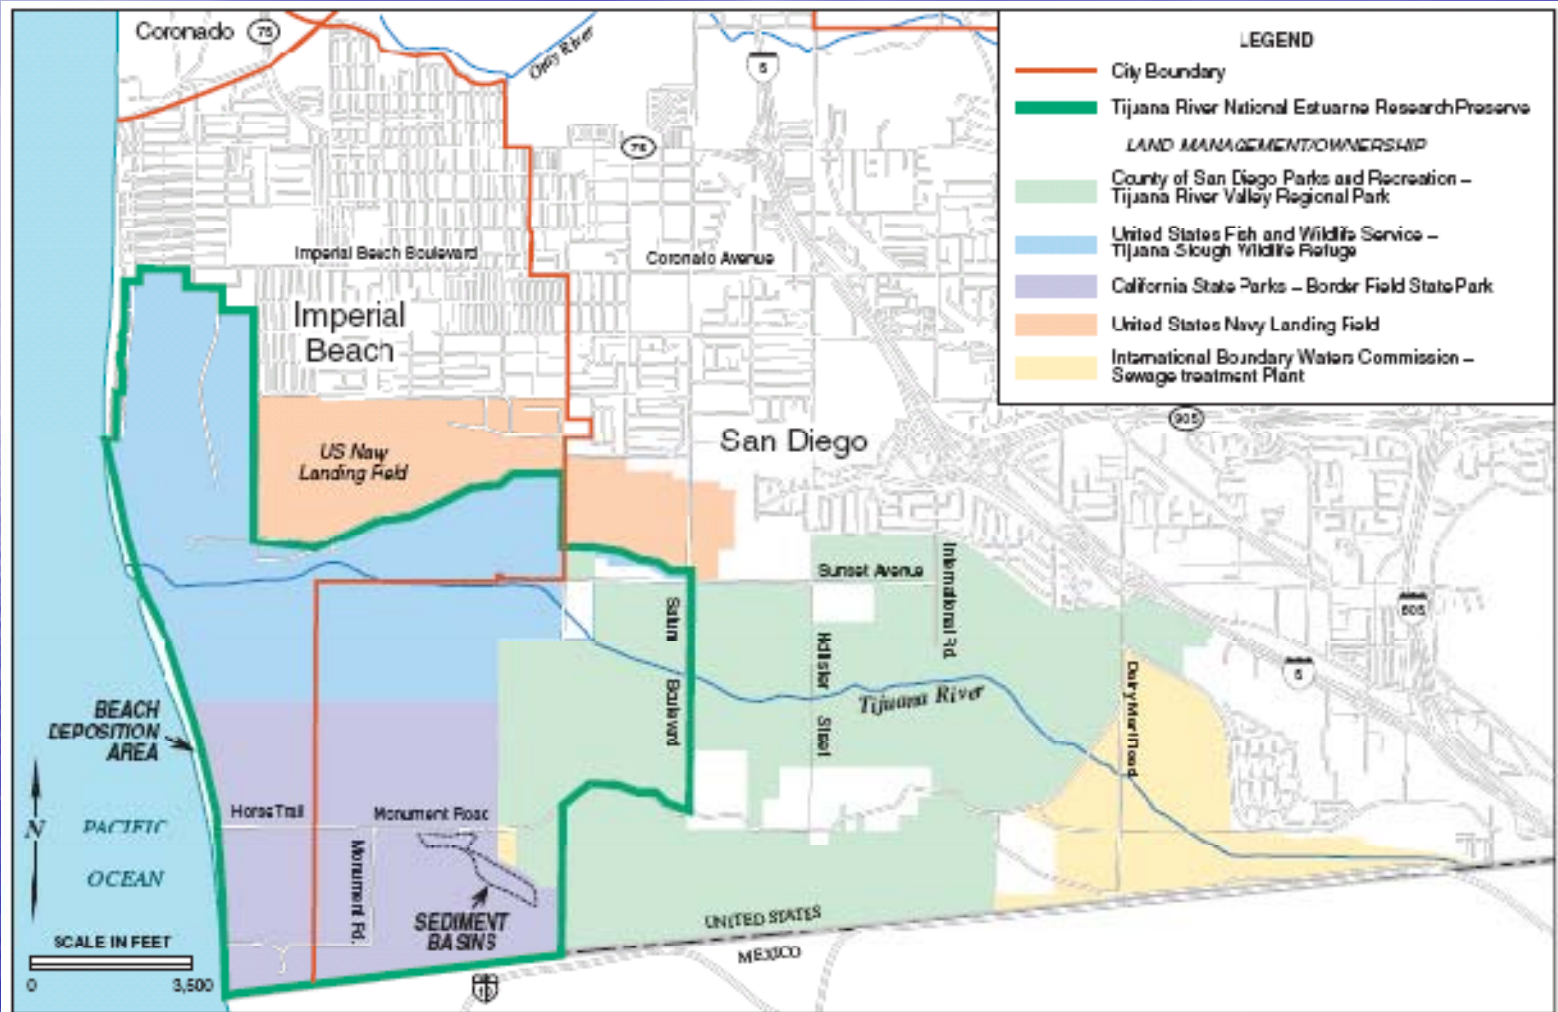 Coronado
75
Otay River
5
75
LEGEND
City Boundary
Tijuana River National Estuarine Research Preserve
LAND MANAGEMENT/OWNERSHIP
County of San Diego Parks and Recreation –
Tijuana River Valley Regional Park
United States Fish and Wildlife Service –
Tijuana Slough Wildlife Refuge
California State Parks – Border Field State Park
United States Navy Landing Field
International Boundary Waters Commission –
Sewage treatment Plant
Imperial Beach Boulevard
Coronado Avenue
Imperial
Beach
905
San Diego
US Navy
Landing Field
Sunset Avenue
International Rd.
805
Saturn Boulevard
Hollister Street
5
Dairy Mart Road
Tijuana River
BEACH
DEPOSITION
AREA
N
PACIFIC
OCEAN
Horse Trail
Monument Road
Monument Rd.
SEDIMENT
BASINS
UNITED STATES
MEXICO
SCALE IN FEET
0
3,500